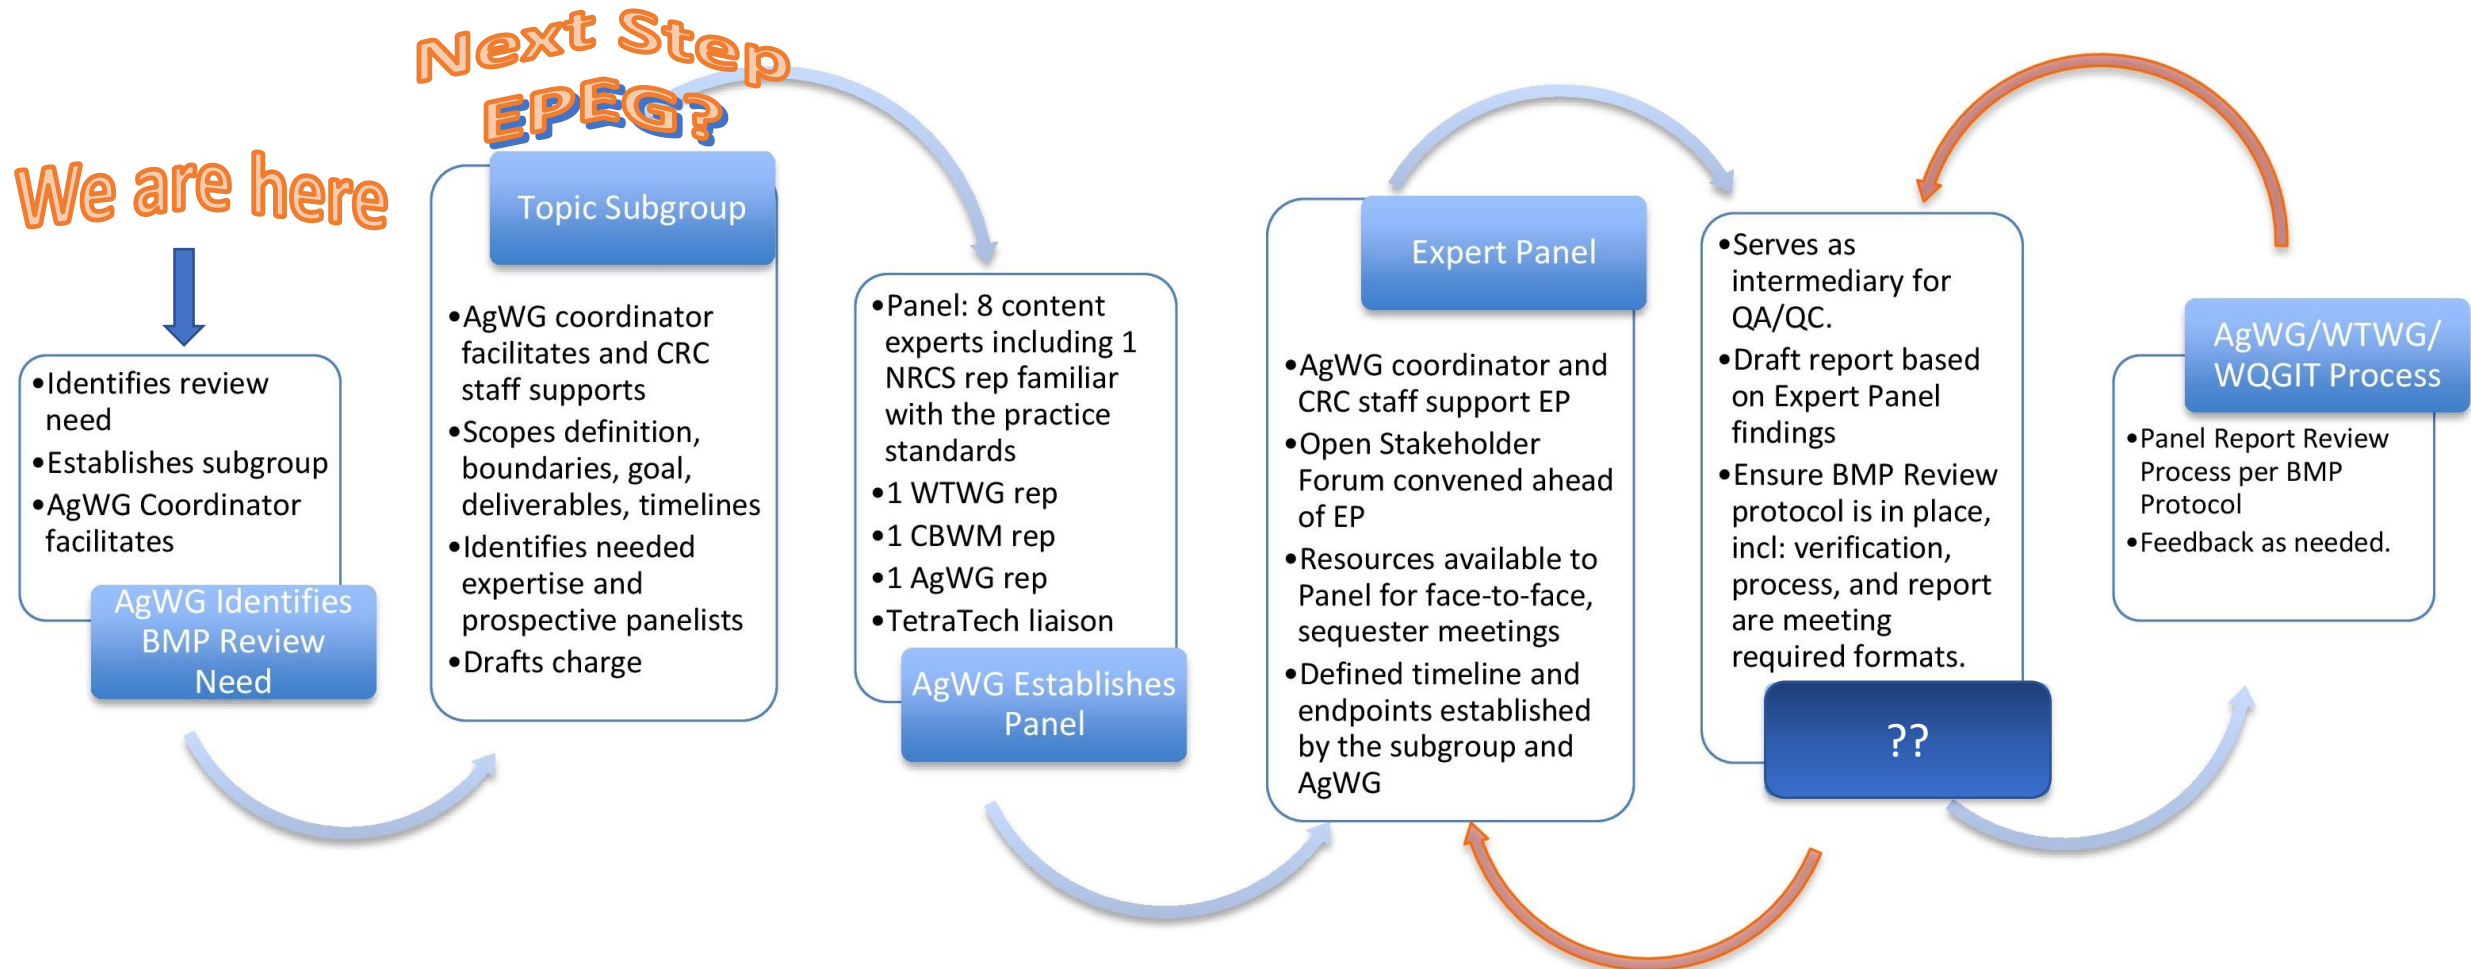 We are here
•Identifies review
need
•Establishes subgroup
•AgWG Coordinator
facilitates
AgWG Identifies
BMP Review
Need
Next Step
EPEG?
Topic Subgroup
•AgWG coordinator
facilitates and CRC
staff supports
•Scopes definition,
boundaries, goal,
deliverables, timelines
•Identifies needed
expertise and
prospective panelists
•Drafts charge
•Panel: 8 content
experts including 1
NRCS rep familiar
with the practice
standards
•1 WTWG rep
•1 CBWM rep
•1 AgWG rep
•TetraTech liaison
AgWG Establishes
Panel
Expert Panel
•AgWG coordinator and
CRC staff support EP
•Open Stakeholder
Forum convened ahead
of EP
•Resources available to
Panel for face-to-face,
sequester meetings
•Defined timeline and
endpoints established
by the subgroup and
AgWG
•Serves as
intermediary for
QA/QC.
•Draft report based
on Expert Panel
findings
•Ensure BMP Review
protocol is in place,
incl: verification,
process, and report
are meeting
required formats.
??
AgWG/WTWG/
WQGIT Process
•Panel Report Review
Process per BMP
Protocol
•Feedback as needed.